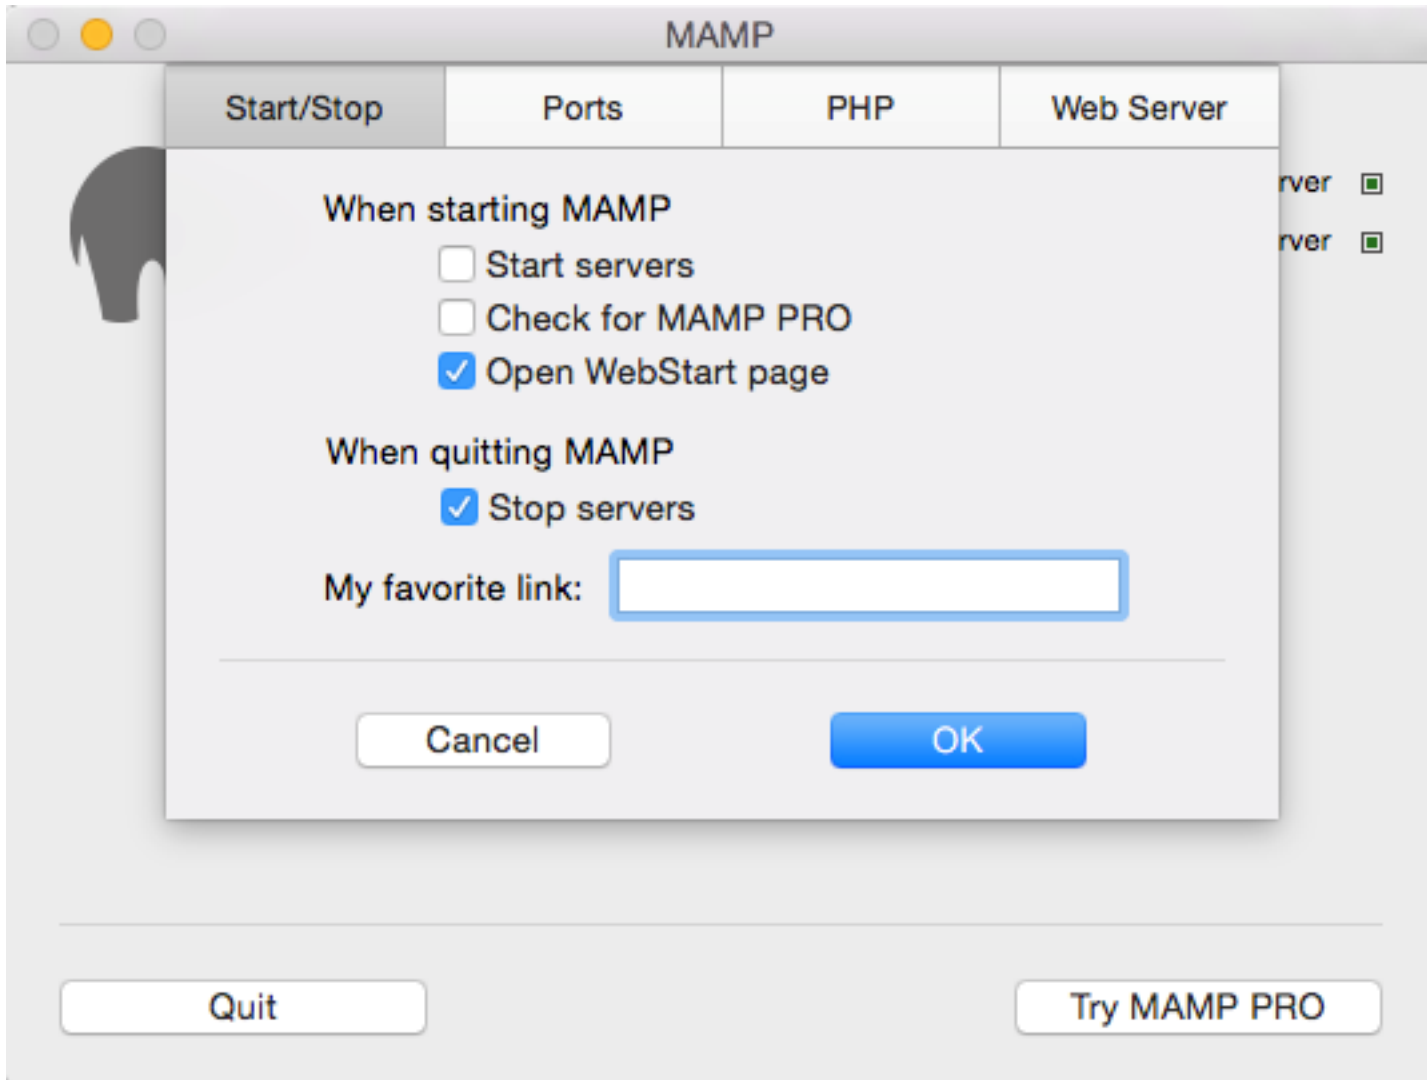 MAMP
Start/Stop Ports PHP Web Server
When starting MAMP
rver
Start servers
rver
Check for MAMP PRO
Open WebStart page
When quitting MAMP
Stop servers
My favorite link:
Cancel OK
Quit Try MAMP PRO